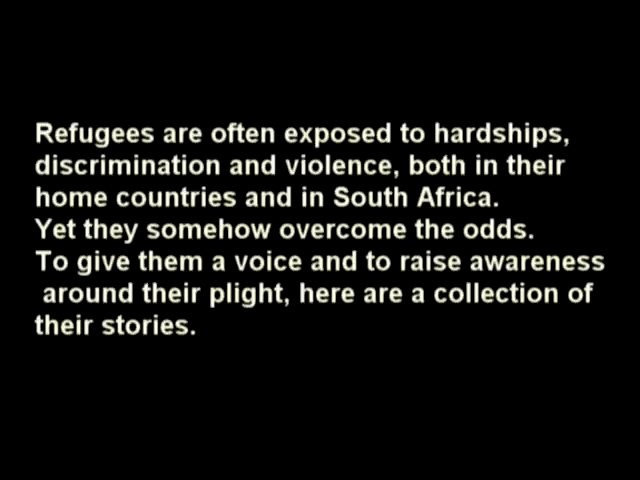 Refugees are often exposed to hardships,
discrimination and violence, both in their
home countries and in South Africa.
Yet they somehow overcome the odds.
To give them a voice and to raise awareness
around their plight, here are a collection of
their stories.